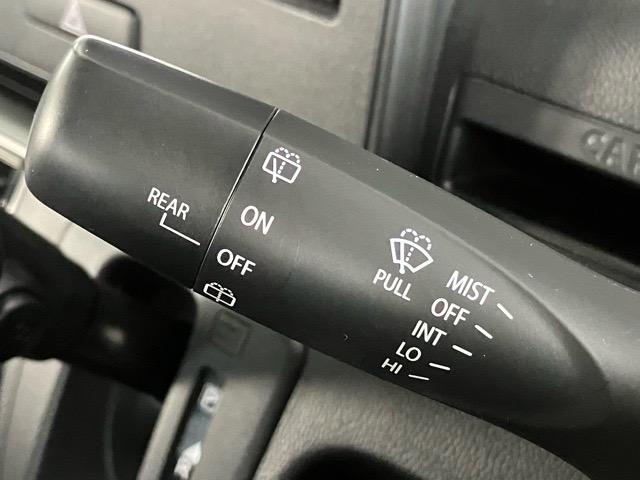 REAR
ON
OFF
PULL
MIST
OFF
INT
LO
HI